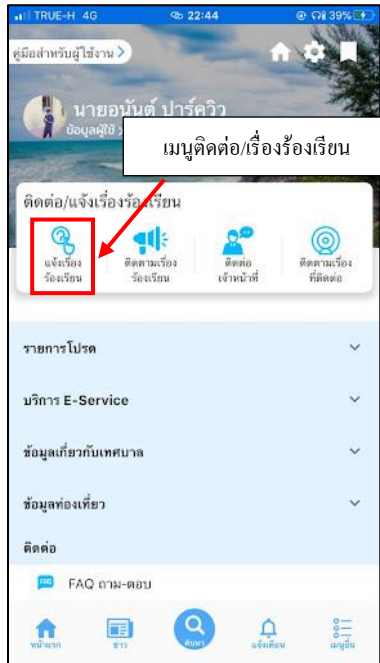 TRUE-H 4G 22:44 39%
คู่มือสำหรับผู้ใช้งาน >
นายอนันต์ ปาร์ควิว
ข้อมูลผู้ใช้
เมนูติดต่อ/เรื่องร้องเรียน
ติดต่อ/แจ้งเรื่องร้องเรียน
แจ้งเรื่อง ร้องเรียน
ติดตามเรื่อง ร้องเรียน
ติดต่อ เจ้าหน้าที่
ติดตามเรื่อง ที่ติดต่อ
รายการโปรด
บริการ E-Service
ข้อมูลเกี่ยวกับเทศบาล
ข้อมูลท่องเที่ยว
ติดต่อ
FAQ FAQ ถาม-ตอบ
หน้าแรก ข่าว ค้นหา แจ้งเตือน เมนูอื่น